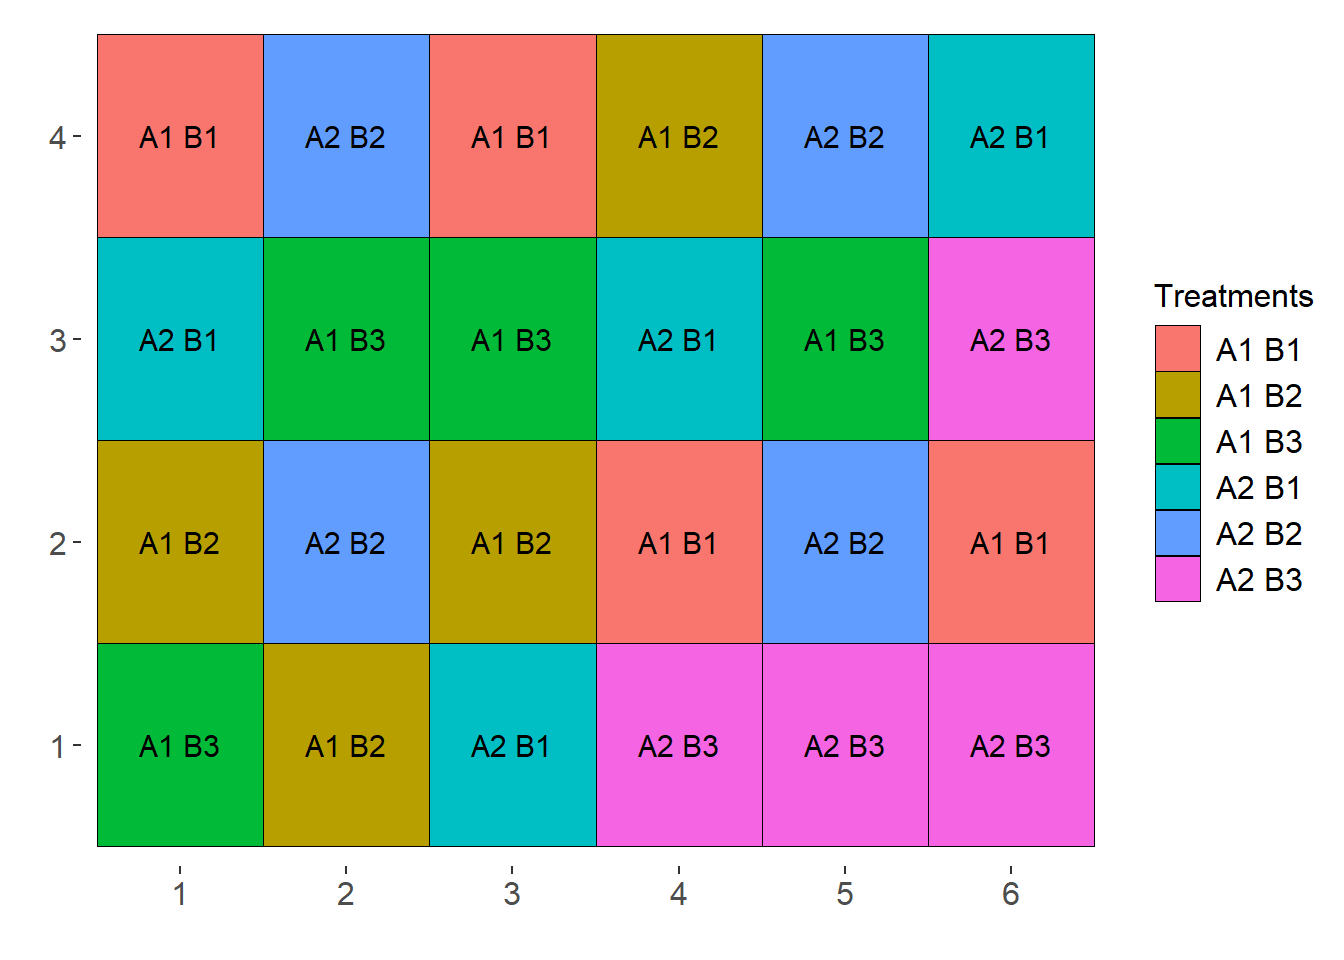 4 A1 B1 A2 B2 A1 B1 A1 B2 A2 B2 A2 B1
3 A2 B1 A1 B3 A1 B3 A2 B1 A1 B3 A2 B3
2 A1 B2 A2 B2 A1 B2 A1 B1 A2 B2 A1 B1
1 A1 B3 A1 B2 A2 B1 A2 B3 A2 B3 A2 B3
1 2 3 4 5 6
Treatments
A1 B1
A1 B2
A1 B3
A2 B1
A2 B2
A2 B3